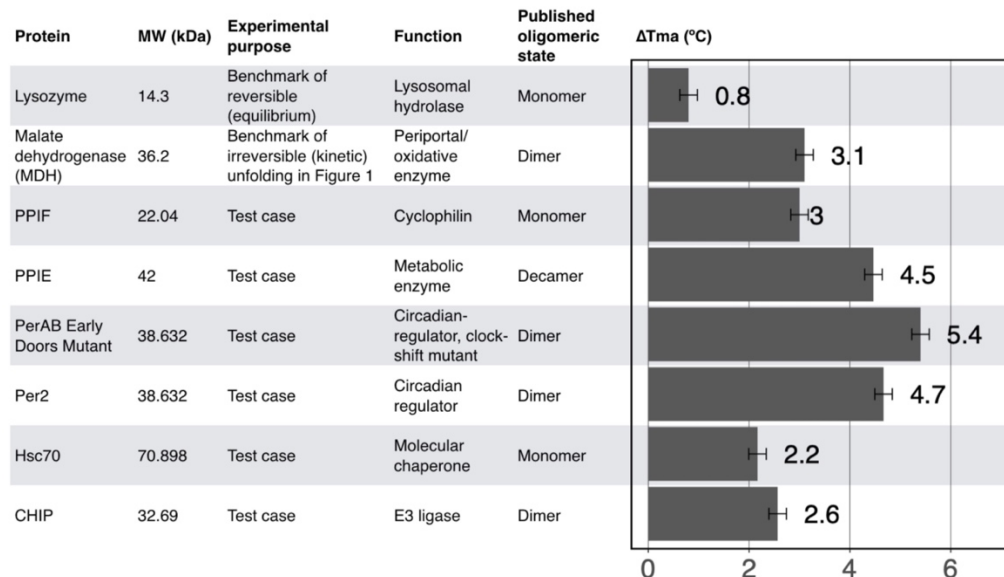 Protein MW (kDa) Experimental purpose Function Published oligomeric state ΔTma (ºC)
Lysozyme 14.3 Benchmark of reversible (equilibrium) Lysosomal hydrolase Monomer 0.8
Malate dehydrogenase (MDH) 36.2 Benchmark of irreversible (kinetic) unfolding in Figure 1 Periportal/ oxidative enzyme Dimer 3.1
PPIF 22.04 Test case Cyclophilin Monomer 3
PPIE 42 Test case Metabolic enzyme Decamer 4.5
PerAB Early Doors Mutant 38.632 Test case Circadian- regulator, clock- shift mutant Dimer 5.4
Per2 38.632 Test case Circadian regulator Dimer 4.7
Hsc70 70.898 Test case Molecular chaperone Monomer 2.2
CHIP 32.69 Test case E3 ligase Dimer 2.6
0 2 4 6